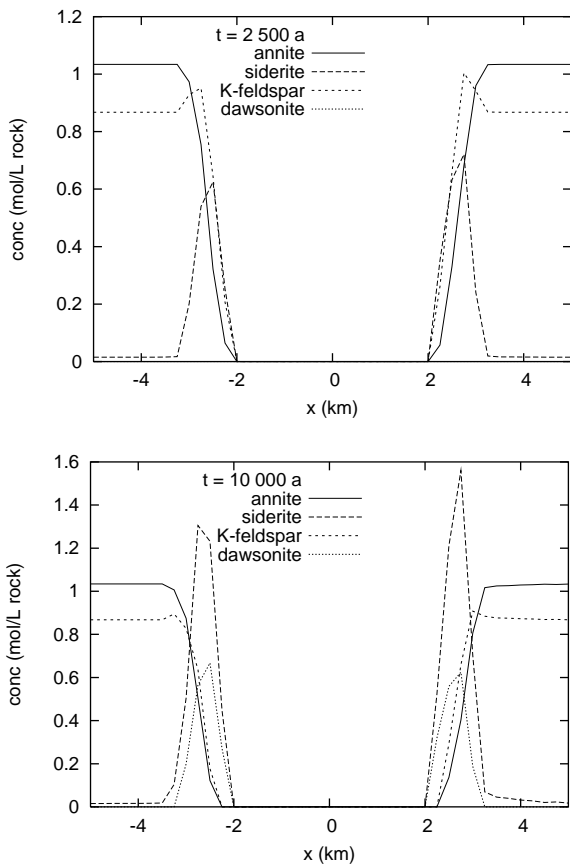 1.2
1
0.8
0.6
0.4
0.2
0
conc (mol/L rock)
t = 2 500 a
annite
siderite
K-feldspar
dawsonite
-4 -2 0 2 4
x (km)
1.6
1.4
1.2
1
0.8
0.6
0.4
0.2
0
conc (mol/L rock)
t = 10 000 a
annite
siderite
K-feldspar
dawsonite
-4 -2 0 2 4
x (km)